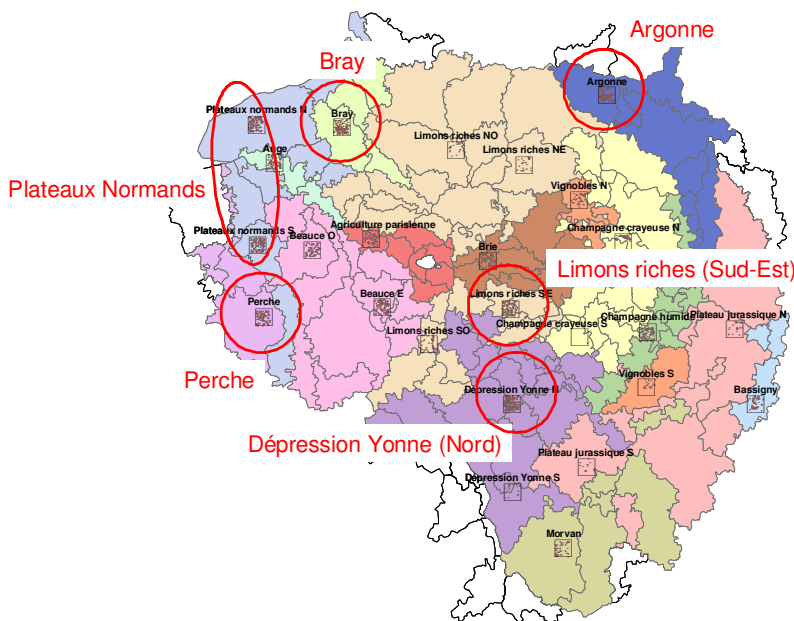 Argonne
Bray
Argonne
Plateaux normands N
Bray
Auge
Limons riches NO
Limons riches NE
Plateaux Normands
Vignobles N
Agriculture parisienne
Champagne crayeuse N
Plateaux normands S
Beauce O
Brie
Limons riches (Sud-Est)
Beauce E
Limons riches SE
Perche
Champagne humide
Plateau jurassique N
Limons riches SO
Champagne crayeuse S
Perche
Vignobles S
Bassigny
Dépression Yonne N
Dépression Yonne (Nord)
Plateau jurassique S
Dépression Yonne S
Morvan